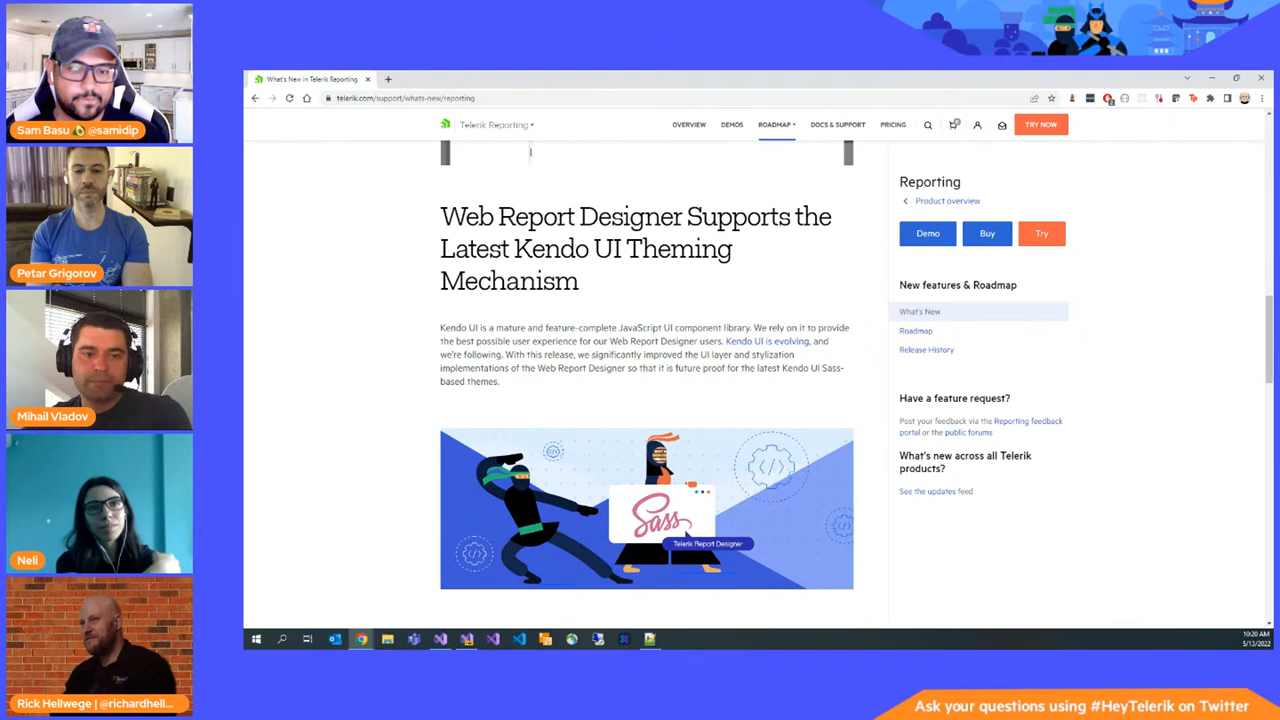 Sam Basu 🥑 @samidip
Petar Grigorov
Mihail Vladov
Neli
Rick Hellwege | @richardhell...
What's New in Telerik Reporting
telerik.com/support/whats-new/reporting
Telerik Reporting
OVERVIEW
DEMOS
ROADMAP
DOCS & SUPPORT
PRICING
TRY NOW
Web Report Designer Supports the
Latest Kendo UI Theming
Mechanism
Kendo UI is a mature and feature-complete JavaScript UI component library. We rely on it to provide
the best possible user experience for our Web Report Designer users. Kendo UI is evolving, and
we're following. With this release, we significantly improved the UI layer and stylization
implementations of the Web Report Designer so that it is future proof for the latest Kendo UI Sass-
based themes.
Sass
Telerik Report Designer
Reporting
Product overview
Demo
Buy
Try
New features & Roadmap
What's New
Roadmap
Release History
Have a feature request?
Post your feedback via the Reporting feedback
portal or the public forums
What's new across all Telerik
products?
See the updates feed
10:20 AM
5/13/2022
Ask your questions using #HeyTelerik on Twitter